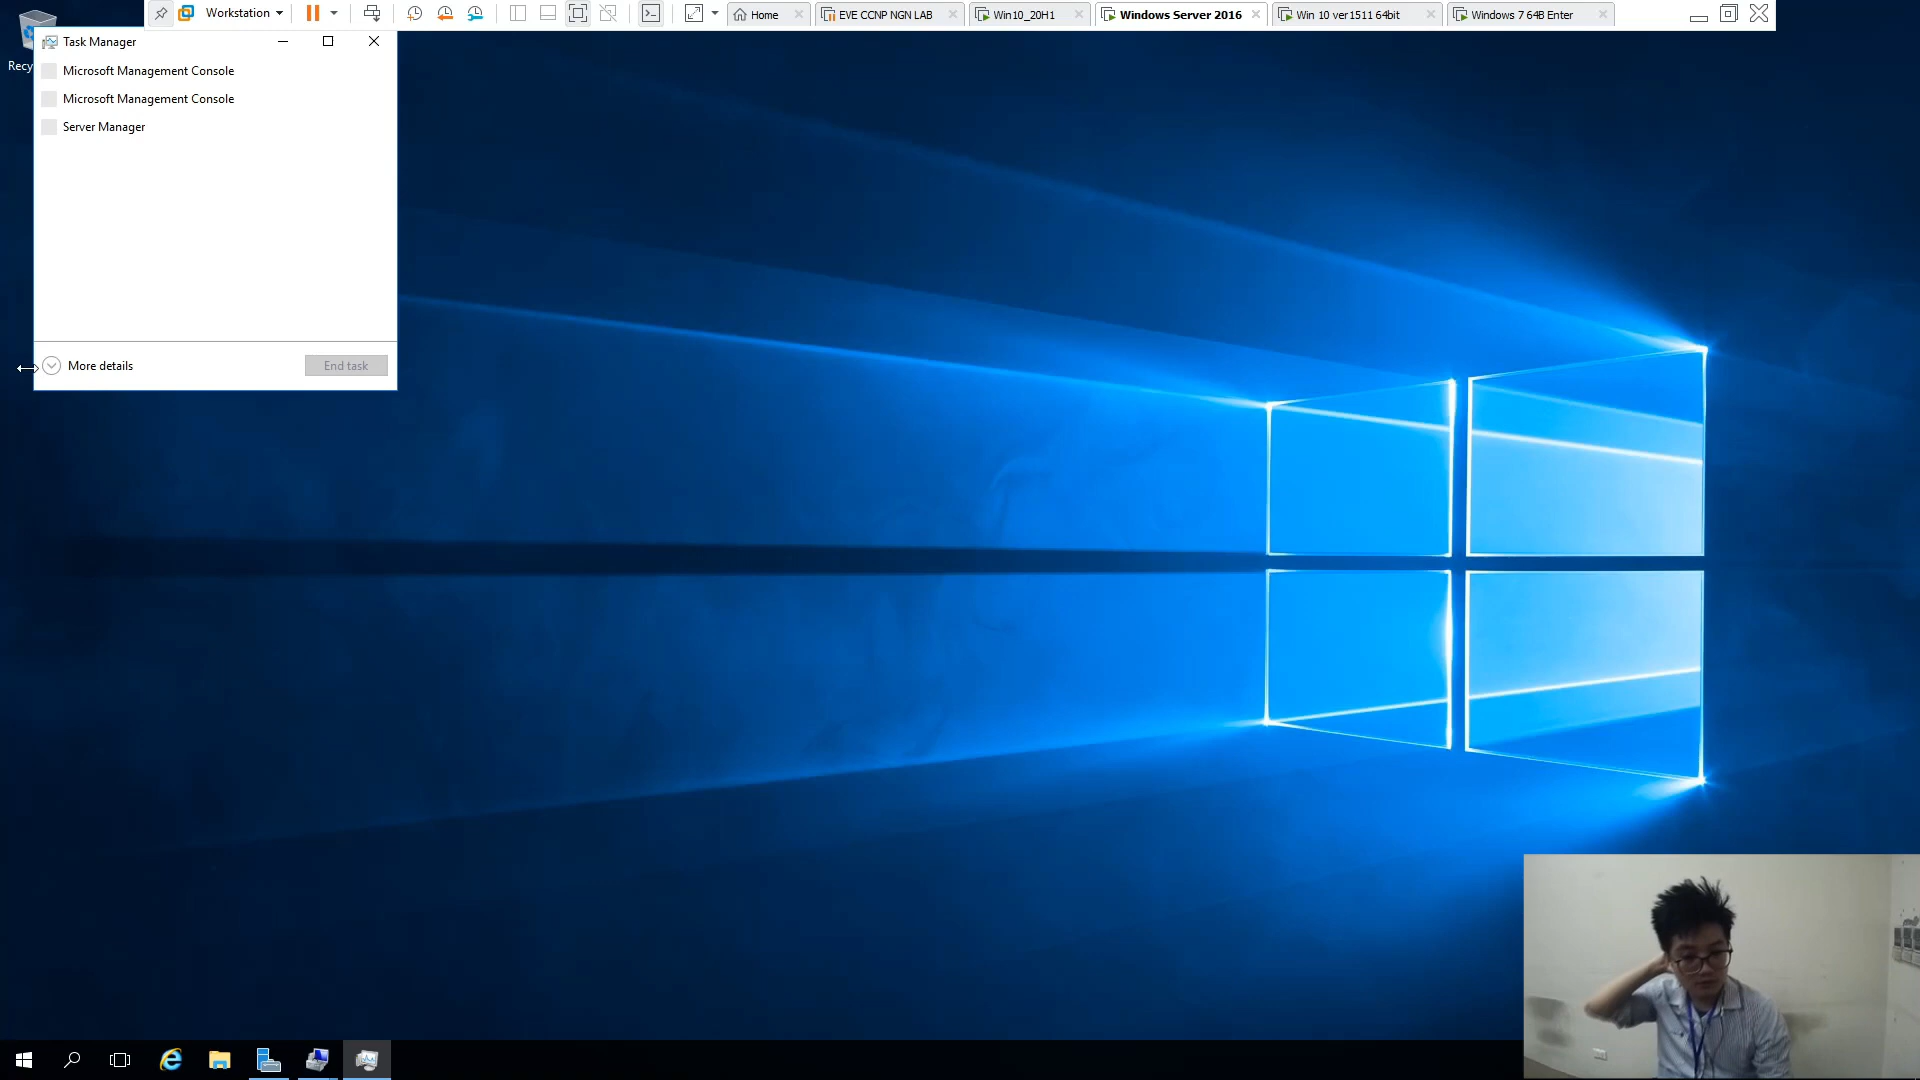 Workstation
Home
EVE CCNP NGN LAB
Win10_20H1
Windows Server 2016
Win 10 ver1511 64bit
Windows 7 64B Enter
Recy
Task Manager
Microsoft Management Console
Microsoft Management Console
Server Manager
More details
End task